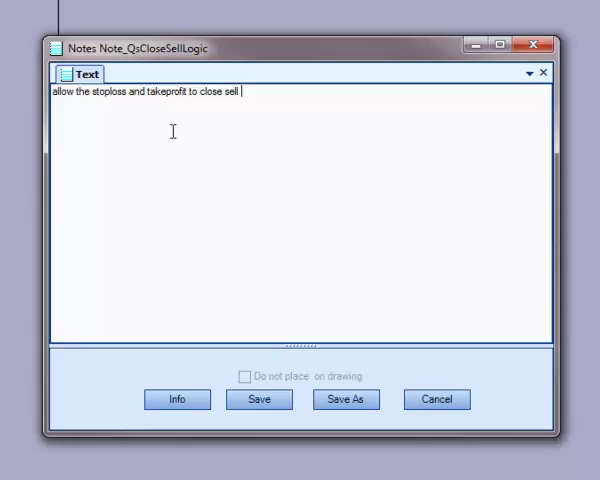 Notes Note_QsCloseSellLogic
Text
allow the stoploss and takeprofit to close sell
Do not place on drawing
Info
Save
Save As
Cancel